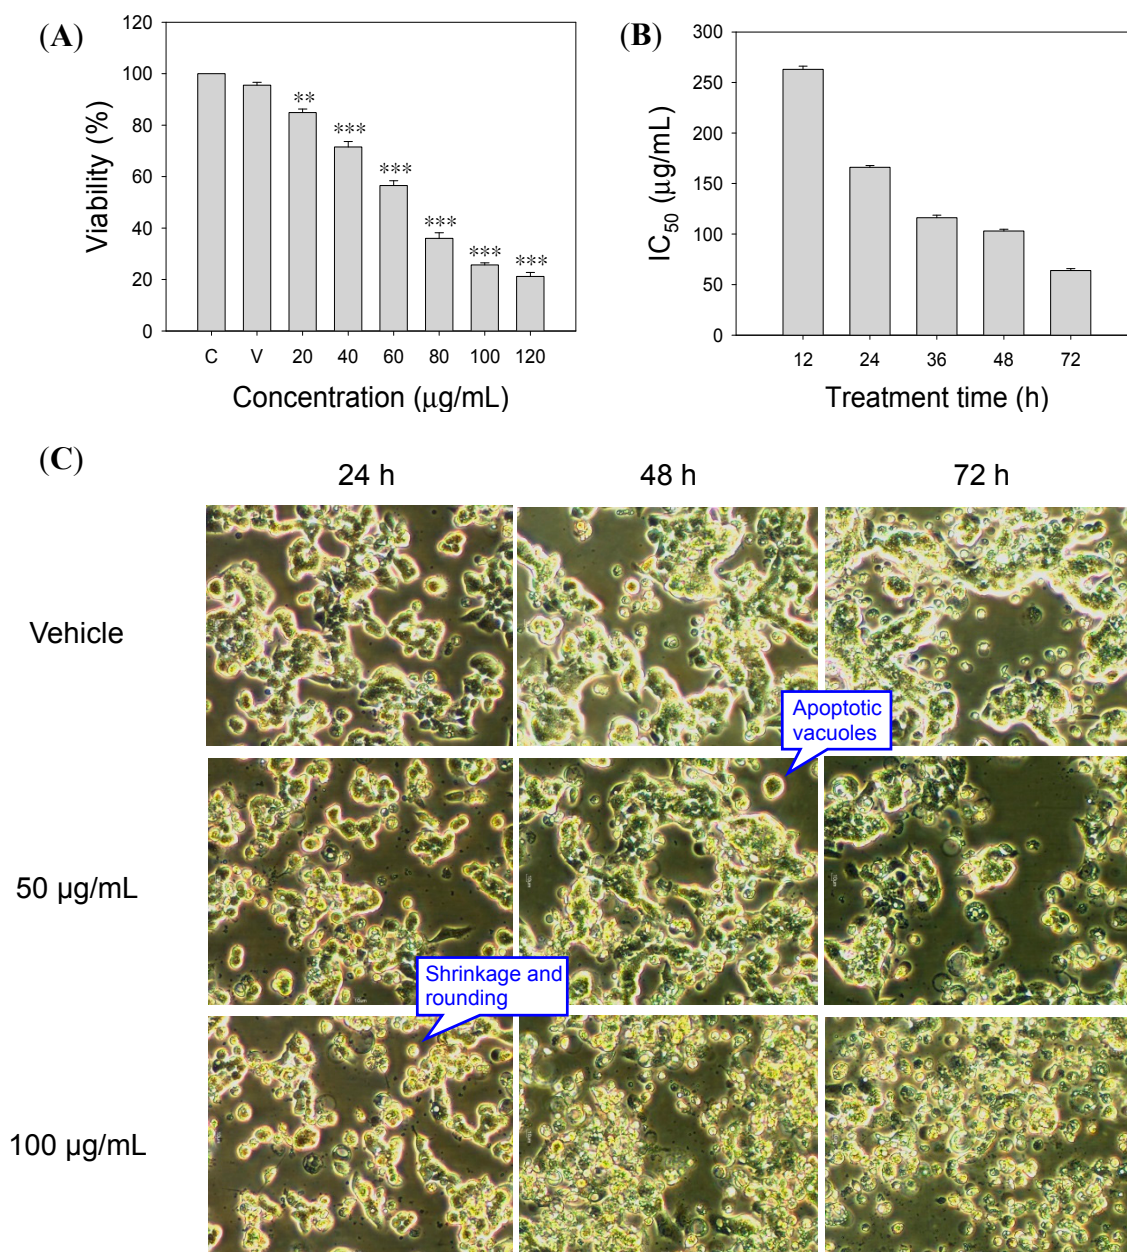 (A)
120
100
80
60
40
20
0
Viability (%)
**
***
***
***
***
***
C V 20 40 60 80 100 120
Concentration (µg/mL)
(B)
300
250
200
150
100
50
0
IC50 (µg/mL)
12 24 36 48 72
Treatment time (h)
(C)
24 h 48 h 72 h
Vehicle
Apoptotic
vacuoles
50 µg/mL
Shrinkage and
rounding
100 µg/mL
10µm